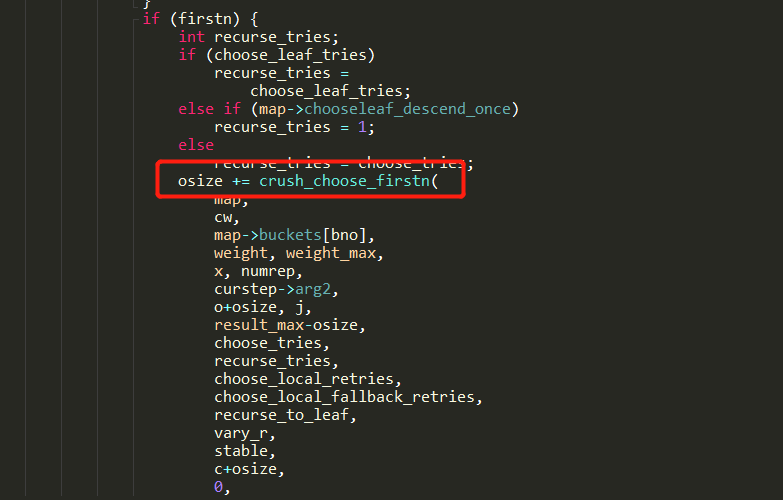 }
if (firstn) {
int recurse_tries;
if (choose_leaf_tries)
recurse_tries =
choose_leaf_tries;
else if (map->chooseleaf_descend_once)
recurse_tries = 1;
else
recurse_tries = choose_tries;
osize += crush_choose_firstn(
map,
cw,
map->buckets[bno],
weight, weight_max,
x, numrep,
curstep->arg2,
o+osize, j,
result_max-osize,
choose_tries,
recurse_tries,
choose_local_retries,
choose_local_fallback_retries,
recurse_to_leaf,
vary_r,
stable,
c+osize,
0,